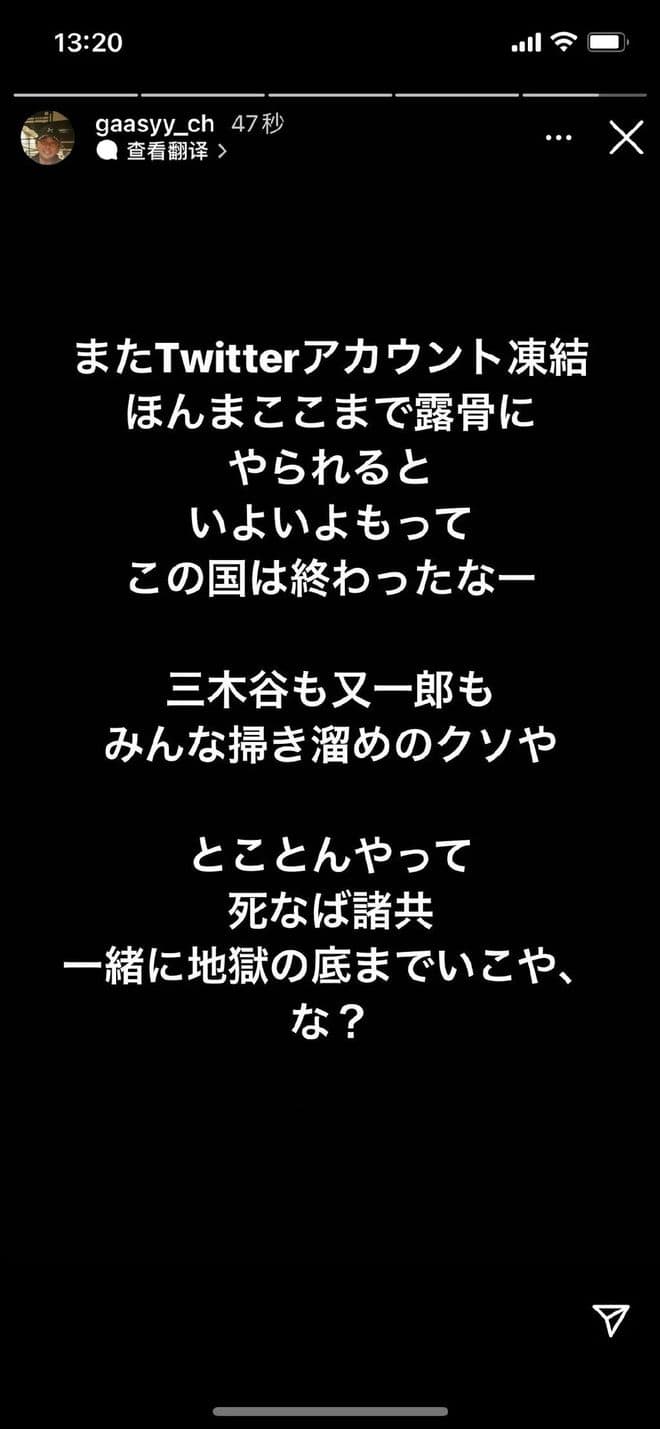 13:20
gaasyy_ch 47秒
查看翻译
またTwitterアカウント凍結
ほんまここまで露骨に
やられると
いよいよもって
この国は終わったなー
三木谷も又一郎も
みんな掃き溜めのクソや
とことんやって
死なば諸共
一緒に地獄の底までいこや、
な？